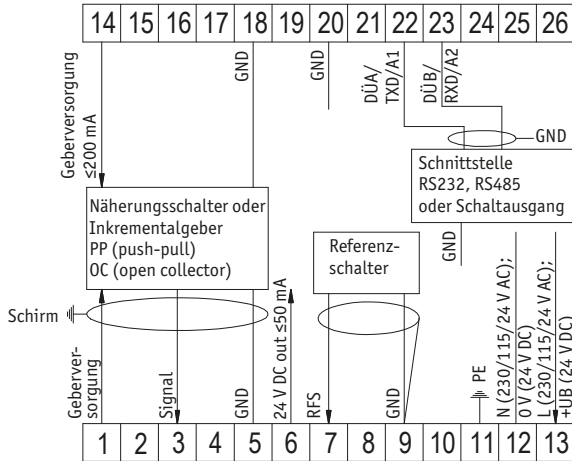 14 15 16 17 18 19 20 21 22 23 24 25 26
Geberversorgung
≤200 mA
GND
GND
DÜA/
TXD/A1
DÜB/
RXD/A2
GND
Schnittstelle
RS232, RS485
oder Schaltausgang
Näherungsschalter oder
Inkrementalgeber
PP (push-pull)
OC (open collector)
Referenz-
schalter
GND
Schirm
Geberver-
sorgung
Signal
GND
24 V DC out ≤50 mA
RFS
GND
PE
N (230/115/24 V AC);
0 V (24 V DC)
L (230/115/24 V AC);
+UB (24 V DC)
1 2 3 4 5 6 7 8 9 10 11 12 13